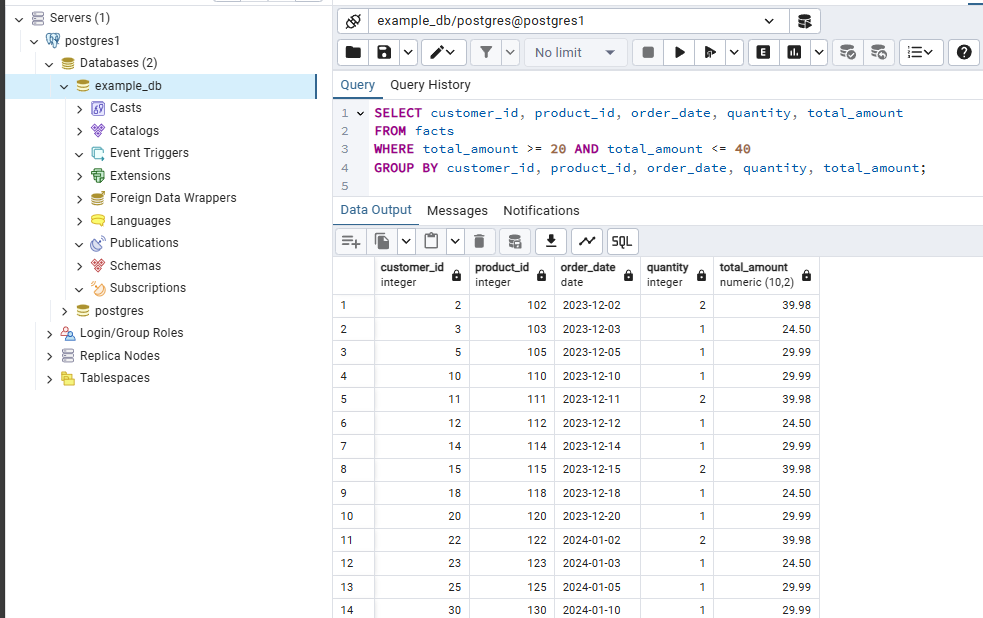 Servers (1)
postgres1
Databases (2)
example_db
Casts
Catalogs
Event Triggers
Extensions
Foreign Data Wrappers
Languages
Publications
Schemas
Subscriptions
postgres
Login/Group Roles
Replica Nodes
Tablespaces
example_db/postgres@postgres1
No limit
E
?
Query Query History
1 SELECT customer_id, product_id, order_date, quantity, total_amount
2 FROM facts
3 WHERE total_amount >= 20 AND total_amount <= 40
4 GROUP BY customer_id, product_id, order_date, quantity, total_amount;
5
Data Output Messages Notifications
SQL
customer_id product_id order_date quantity total_amount
integer integer date integer numeric (10,2)
1 2 102 2023-12-02 2 39.98
2 3 103 2023-12-03 1 24.50
3 5 105 2023-12-05 1 29.99
4 10 110 2023-12-10 1 29.99
5 11 111 2023-12-11 2 39.98
6 12 112 2023-12-12 1 24.50
7 14 114 2023-12-14 1 29.99
8 15 115 2023-12-15 2 39.98
9 18 118 2023-12-18 1 24.50
10 20 120 2023-12-20 1 29.99
11 22 122 2024-01-02 2 39.98
12 23 123 2024-01-03 1 24.50
13 25 125 2024-01-05 1 29.99
14 30 130 2024-01-10 1 29.99